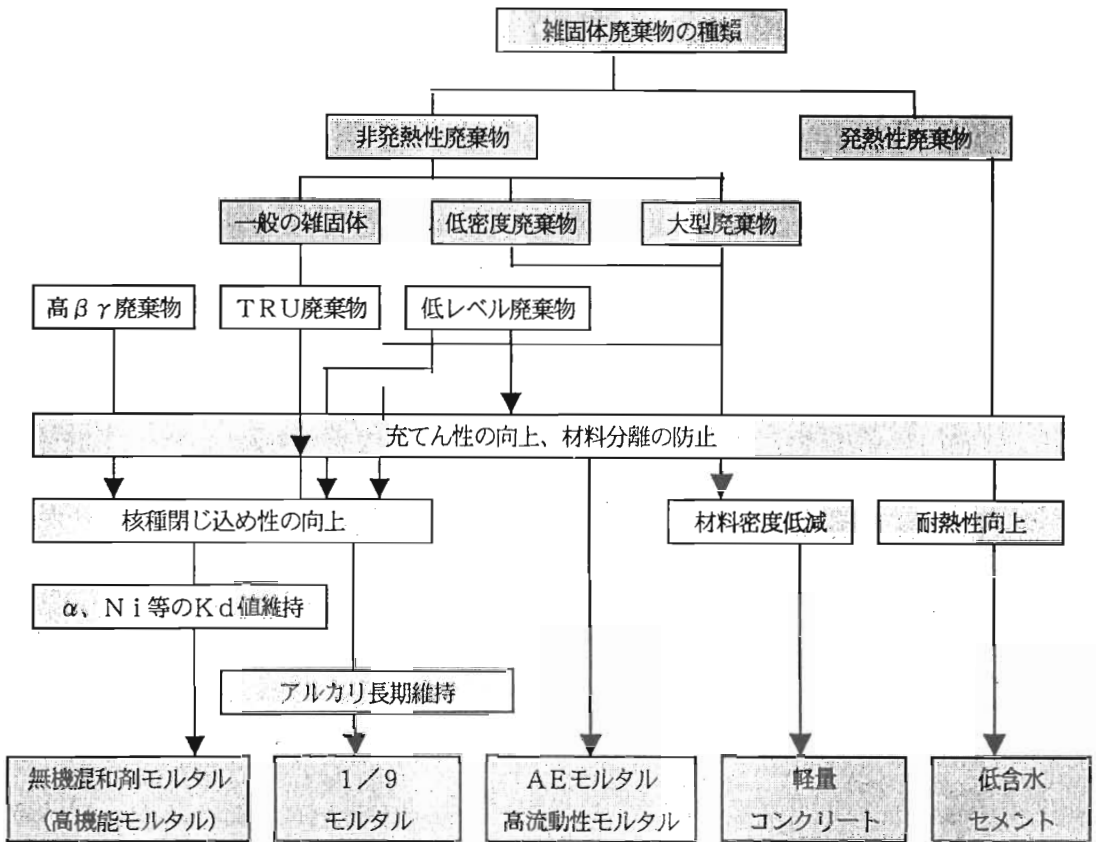 雑固体廃棄物の種類
非発熱性廃棄物
発熱性廃棄物
一般の雑固体
低密度廃棄物
大型廃棄物
高βγ廃棄物
TRU廃棄物
低レベル廃棄物
充てん性の向上、材料分離の防止
核種閉じ込め性の向上
材料密度低減
耐熱性向上
α、Ni等のKd値維持
アルカリ長期維持
無機混和剤モルタル
(高機能モルタル)
1/9
モルタル
AEモルタル
高流動性モルタル
軽量
コンクリート
低含水
セメント